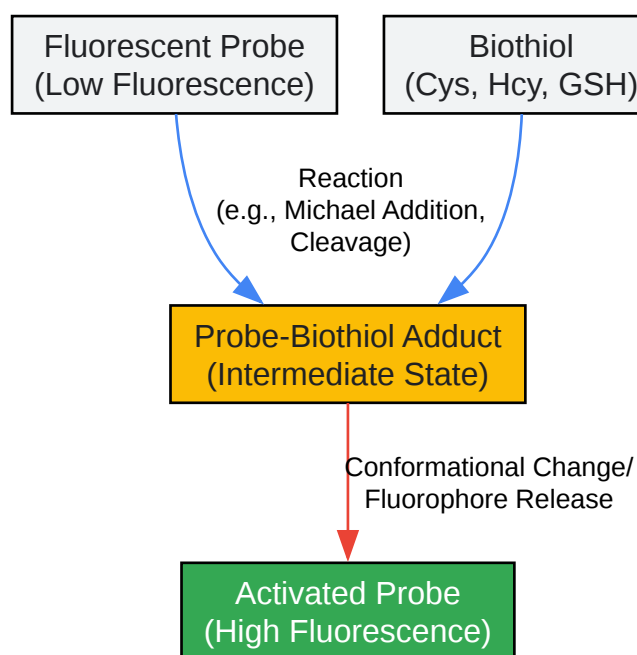 Fluorescent Probe
(Low Fluorescence)
Biothiol
(Cys, Hcy, GSH)
Reaction
(e.g., Michael Addition,
Cleavage)
Probe-Biothiol Adduct
(Intermediate State)
Conformational Change/
Fluorophore Release
Activated Probe
(High Fluorescence)